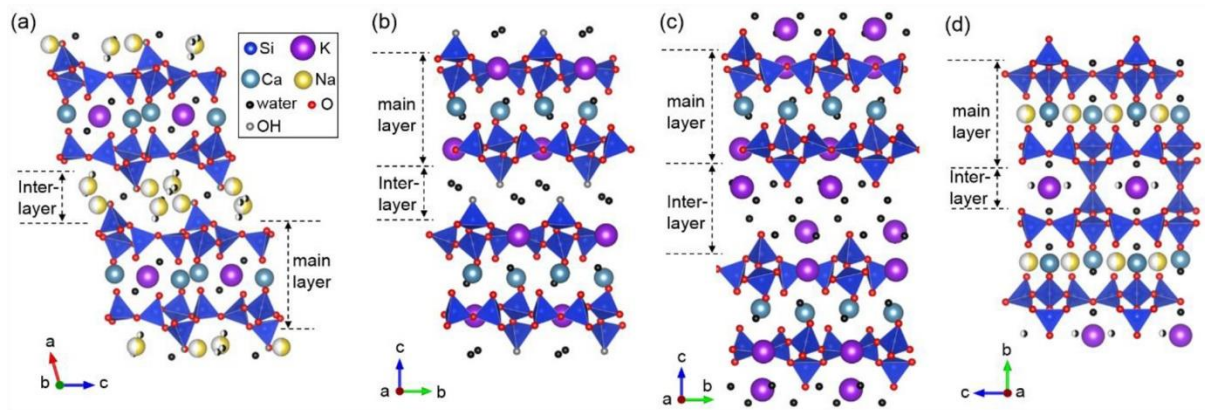 (a)
Si
K
Ca
Na
water
O
OH
Inter-
layer
main
layer
a
b
c
(b)
main
layer
Inter-
layer
c
a
b
(c)
main
layer
Inter-
layer
c
a
b
(d)
main
layer
Inter-
layer
b
c
a